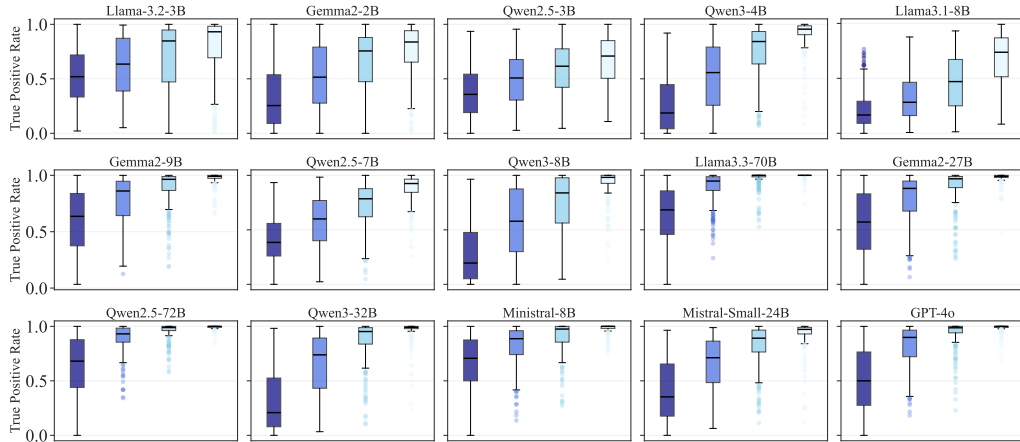 Llama-3.2-3B Gemma2-2B Qwen2.5-3B Qwen3-4B Llama3.1-8B
True Positive Rate
1.0
0.5
0.0
Gemma2-9B Qwen2.5-7B Qwen3-8B Llama3.3-70B Gemma2-27B
True Positive Rate
1.0
0.5
0.0
Qwen2.5-72B Qwen3-32B Ministral-8B Mistral-Small-24B GPT-4o
True Positive Rate
1.0
0.5
0.0